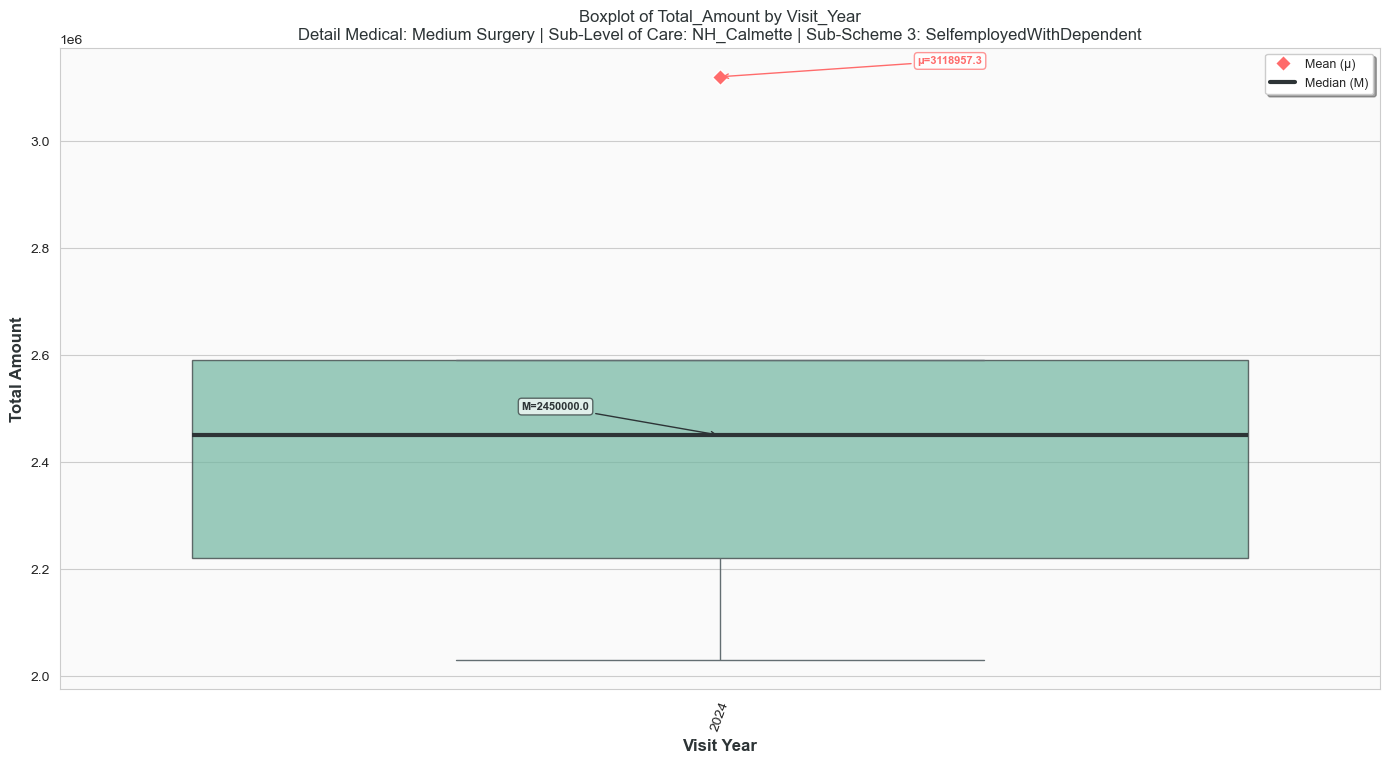 Boxplot of Total_Amount by Visit_Year
Detail Medical: Medium Surgery | Sub-Level of Care: NH_Calmette | Sub-Scheme 3: SelfemployedWithDependent
1e6
μ=3118957.3
Mean (μ)
Median (M)
3.0
2.8
2.6
M=2450000.0
2.4
2.2
2.0
Total Amount
2024
Visit Year